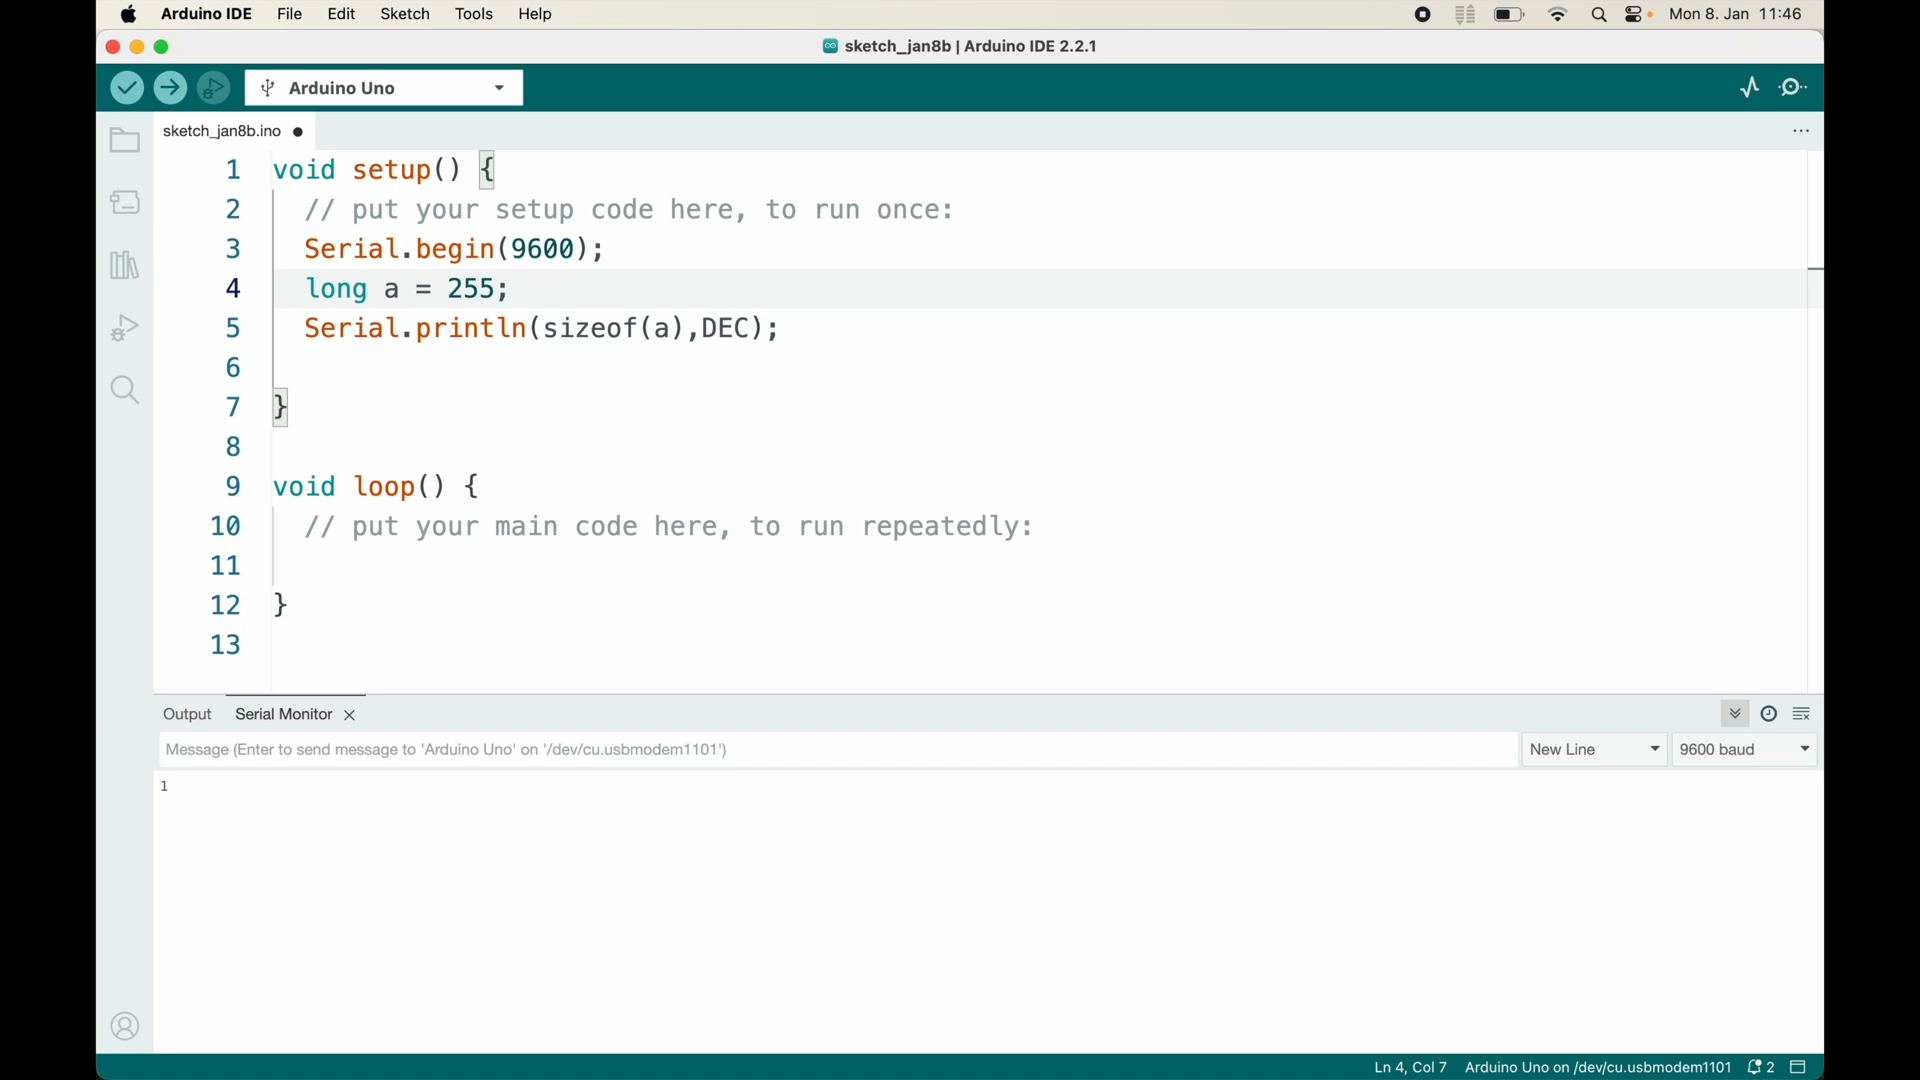 Arduino IDE File Edit Sketch Tools Help Mon 8. Jan 11:46
sketch_jan8b | Arduino IDE 2.2.1
Arduino Uno
sketch_jan8b.ino
1 void setup() {
2 // put your setup code here, to run once:
3 Serial.begin(9600);
4 long a = 255;
5 Serial.println(sizeof(a),DEC);
6
7 }
8
9 void loop() {
10 // put your main code here, to run repeatedly:
11
12 }
13
Output Serial Monitor
Message (Enter to send message to 'Arduino Uno' on '/dev/cu.usbmodem1101') New Line 9600 baud
1
Ln 4, Col 7 Arduino Uno on /dev/cu.usbmodem1101 2